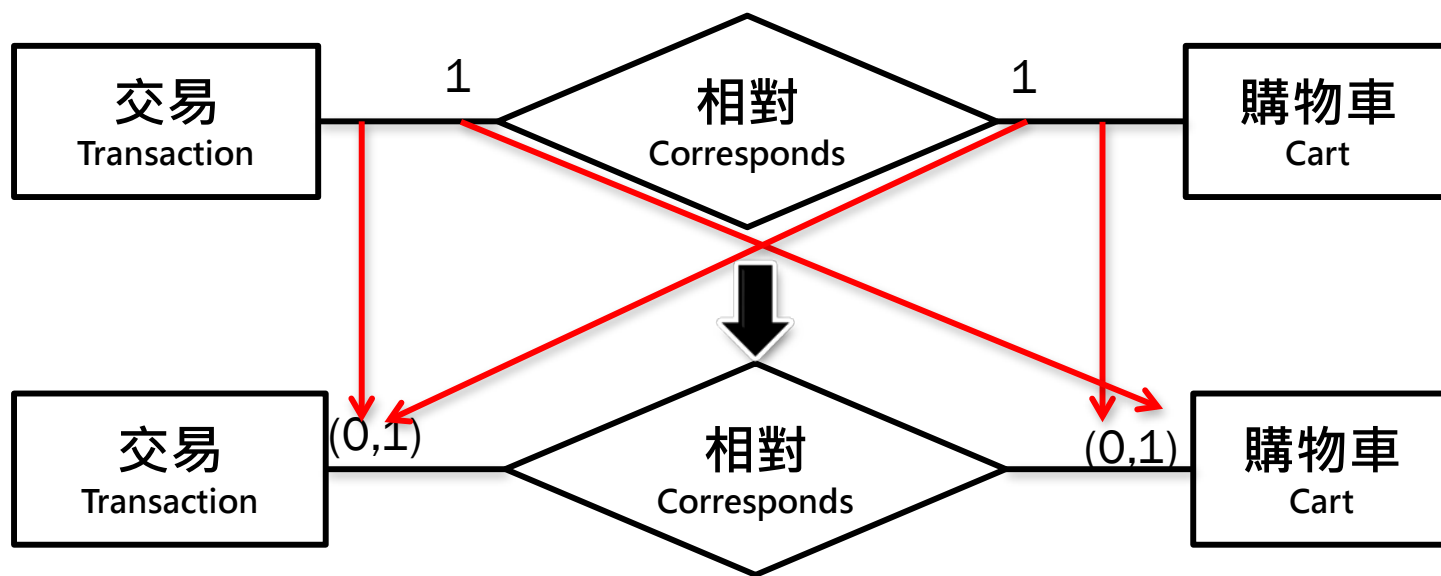 1
1
交易
Transaction
相對
Corresponds
購物車
Cart
(0,1)
(0,1)
交易
Transaction
相對
Corresponds
購物車
Cart